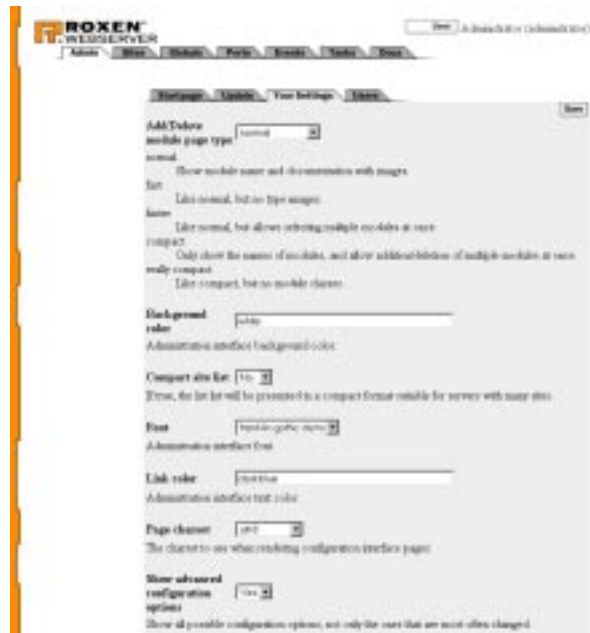 ROXEN
WEBSERVER
Save
Administrator (administrator)
Admin Sites Globals Ports Events Tasks Docs
Startpage Update Your Settings Users
Save
Add/Delete
module page type normal
normal
Show module name and documentation with images
fast
Like normal, but no type images
faster
Like normal, but allows selecting multiple modules at once
compact
Only show the names of modules, and allow addition/deletion of multiple modules at once
really compact
Like compact, but no module classes
Background
color white
Administration interface background color.
Compact site list No
If yes, the list will be presented in a compact format suitable for servers with many sites
Font
Administration interface font
Link color darkblue
Administration interface text color
Page charset utf-8
The charset to use when rendering configuration interface pages
Show advanced
configuration Yes
options
Show all possible configuration options, not only the ones that are most often changed.